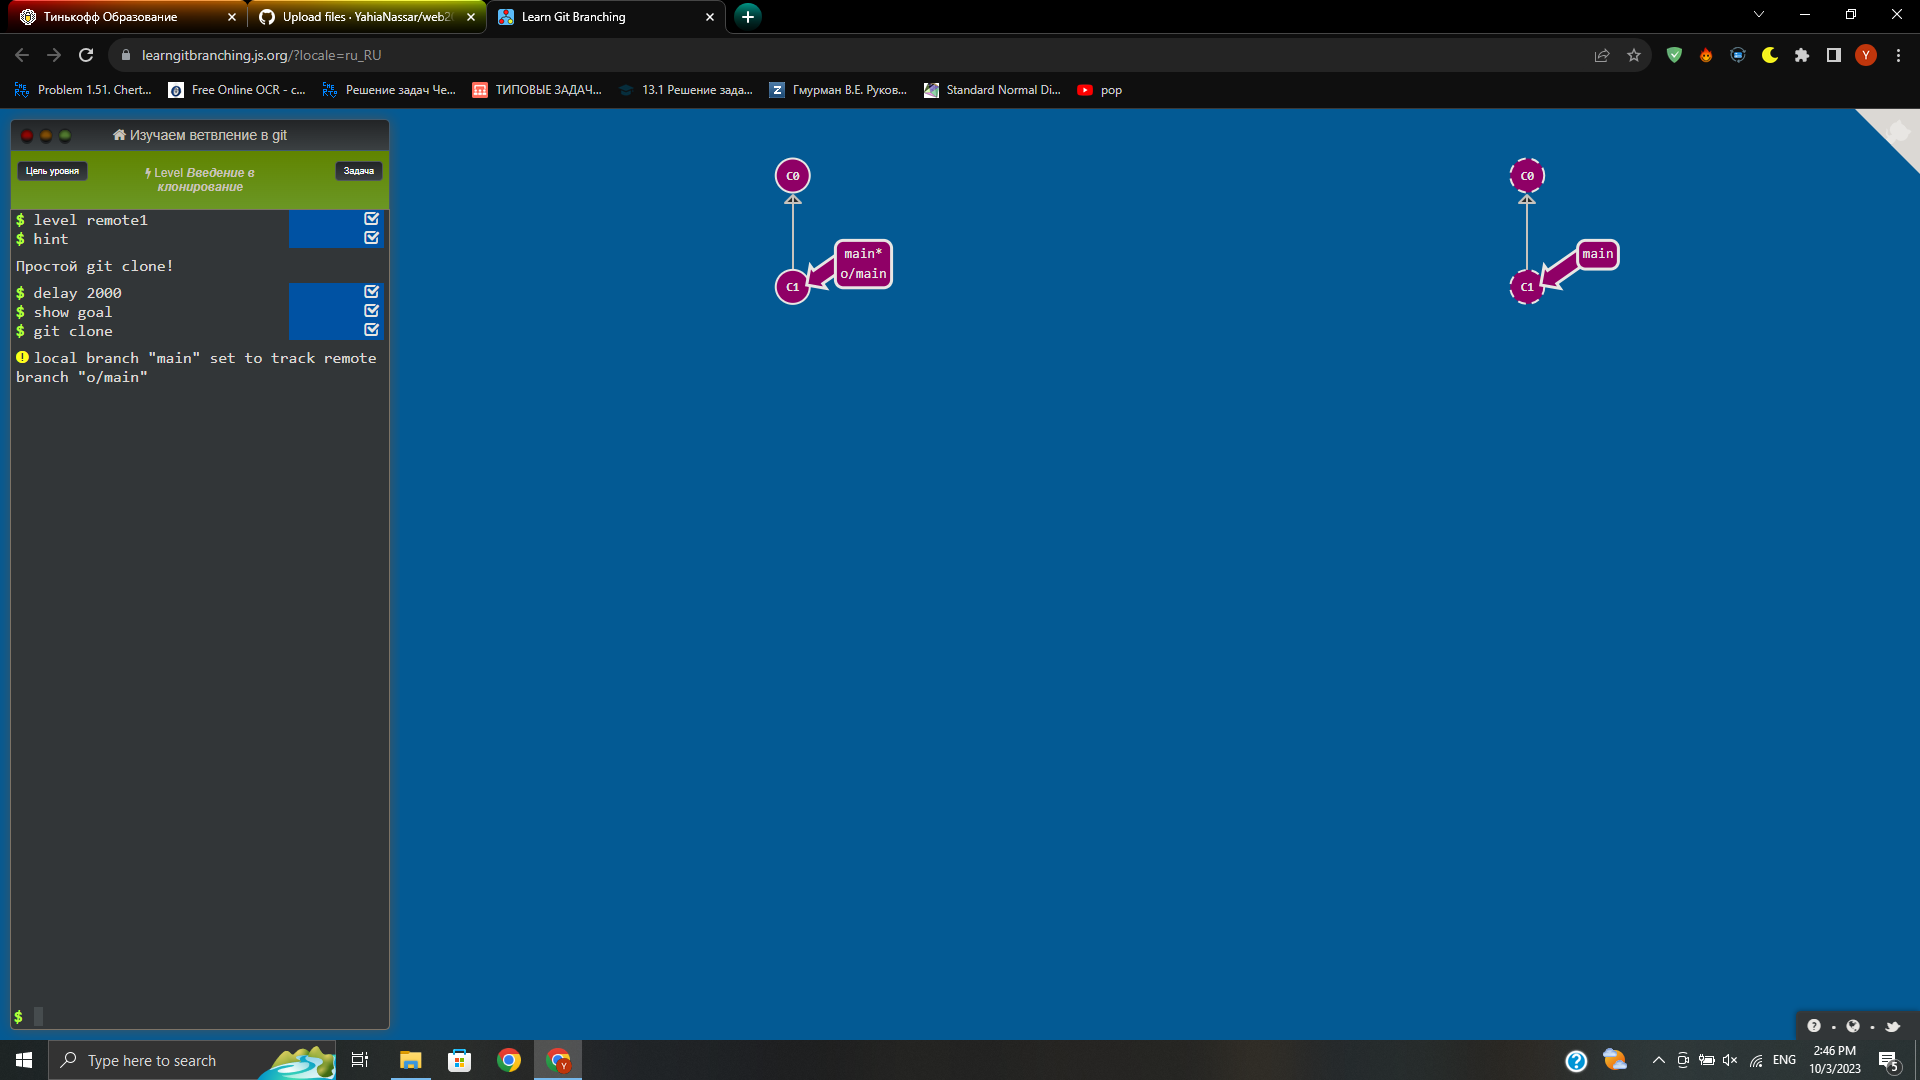 Тинькофф Образование
Upload files · YahiaNassar/web2
Learn Git Branching
learngitbranching.js.org/?locale=ru_RU
Y
Problem 1.51. Chert...
Free Online OCR - c...
Решение задач Че...
ТИПОВЫЕ ЗАДАЧ...
13.1 Решение зада...
Гмурман В.Е. Руков...
Standard Normal Di...
pop
Изучаем ветвление в git
Цель уровня
Level Введение в
клонирование
Задача
$ level remote1
$ hint
Простой git clone!
$ delay 2000
$ show goal
$ git clone
local branch "main" set to track remote
branch "o/main"
$
C0
main*
o/main
C1
C0
main
C1
Type here to search
ENG
2:46 PM
10/3/2023
5